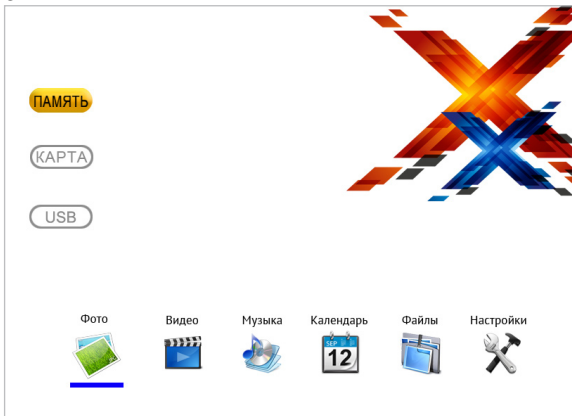 ПАМЯТЬ
КАРТА
USB
Фото Видео Музыка Календарь Файлы Настройки
SEP
12